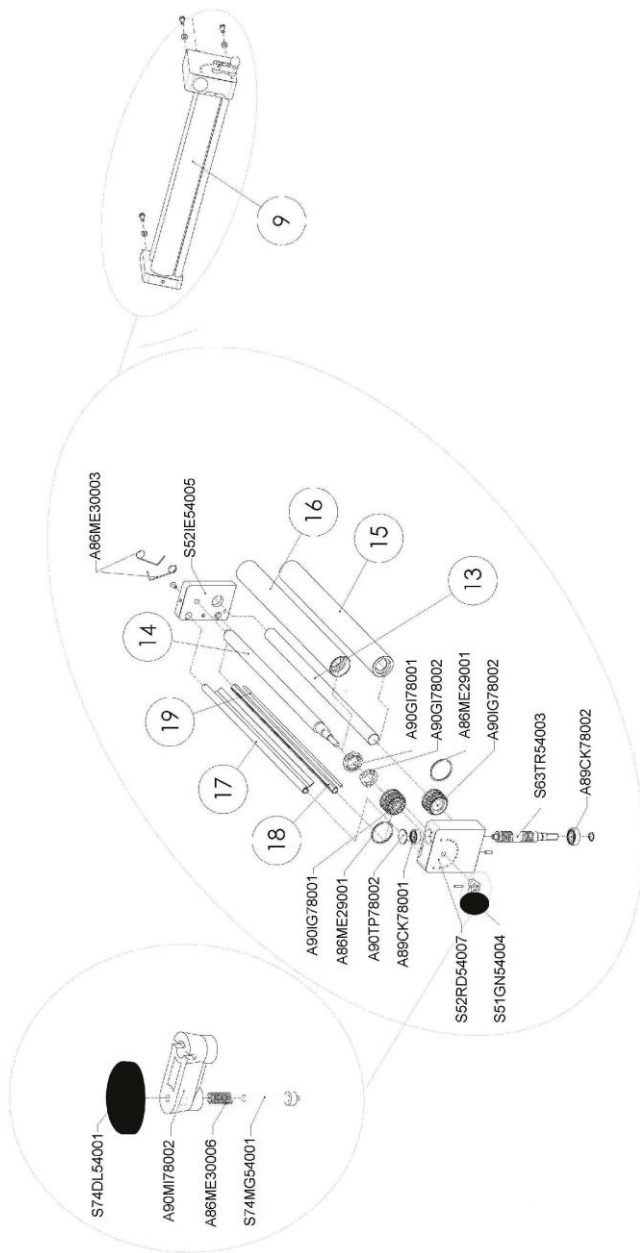 S74DL54001
A90MI78002
A86ME30006
S74MG54001
A86ME30003
S52IE54005
14
19
17
18
16
15
13
A90GI78001
A90GI78002
A86ME29001
A90IG78002
S63TR54003
A89CK78002
A90IG78001
A86ME29001
A90TP78002
A89CK78001
S52RD54007
S51GN54004
9